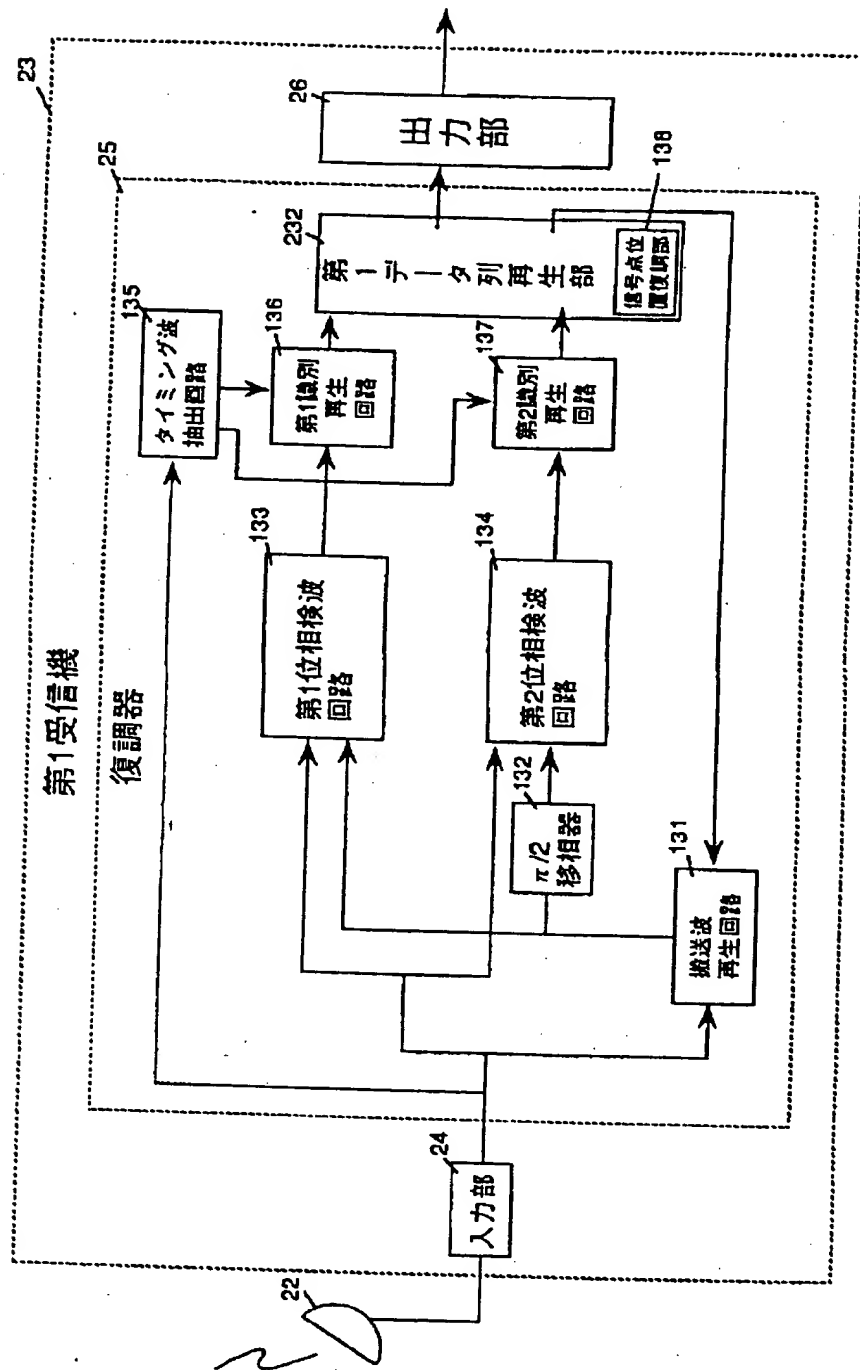 23
第1受信機
25
復調器
135
タイミング波
抽出回路
26
出力部
232
第1データ列再生部
136
第1識別
再生
回路
133
第1位相検波
回路
138
信号点位
置復調部
137
第2識別
再生
回路
134
第2位相検波
回路
132
π/2
移相器
131
搬送波
再生回路
24
入力部
22